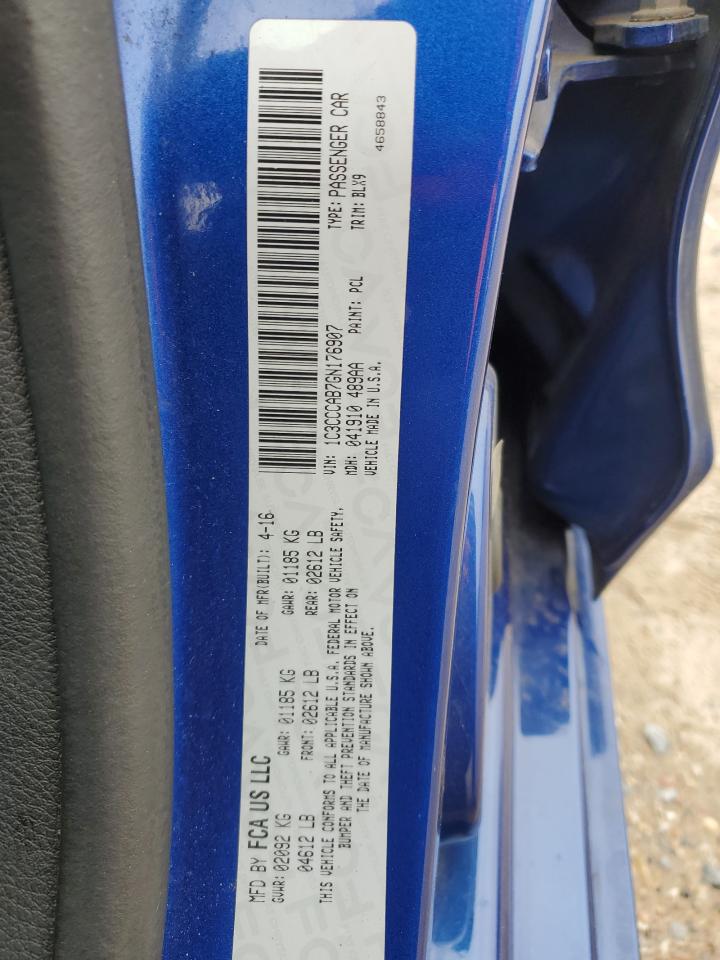 MFD BY FCA US LLC
DATE OF MFR(BUILT): 4-16
GVWR: 02092 KG
GAWR: 01185 KG
GAWR: 01185 KG
04612 LB
FRONT: 02612 LB
REAR: 02612 LB
THIS VEHICLE CONFORMS TO ALL APPLICABLE U.S.A. FEDERAL MOTOR VEHICLE SAFETY,
BUMPER AND THEFT PREVENTION STANDARDS IN EFFECT ON
THE DATE OF MANUFACTURE SHOWN ABOVE.
VIN: 1C3CCCAB7GN176907
TYPE: PASSENGER CAR
MDH: 041910 489AA
PAINT: PCL
TRIM: BLX9
VEHICLE MADE IN U.S.A.
4658843